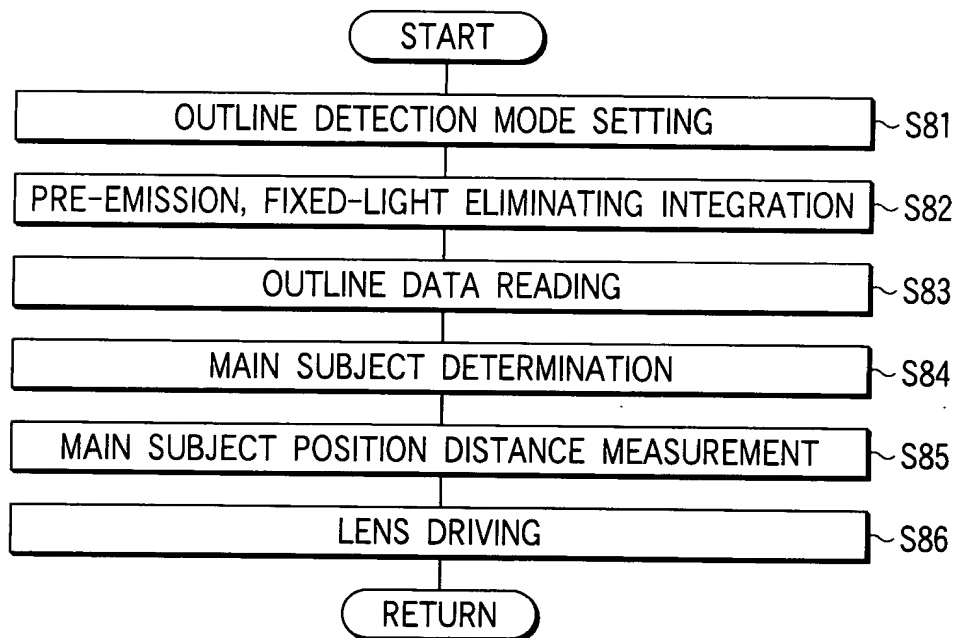 START
OUTLINE DETECTION MODE SETTING ~S81
PRE-EMISSION, FIXED-LIGHT ELIMINATING INTEGRATION ~S82
OUTLINE DATA READING ~S83
MAIN SUBJECT DETERMINATION ~S84
MAIN SUBJECT POSITION DISTANCE MEASUREMENT ~S85
LENS DRIVING ~S86
RETURN